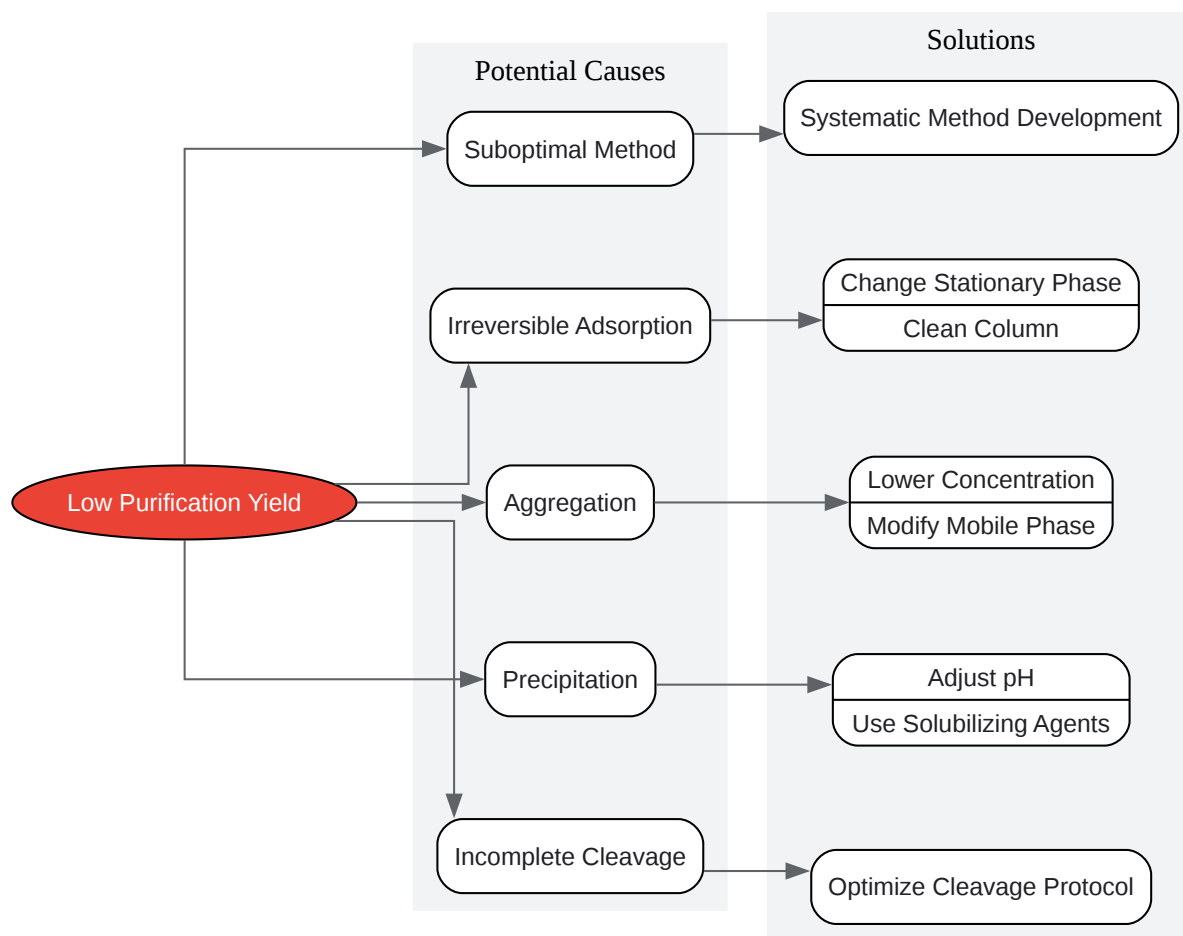 Low Purification Yield
Potential Causes
Suboptimal Method
Irreversible Adsorption
Aggregation
Precipitation
Incomplete Cleavage
Solutions
Systematic Method Development
Change Stationary Phase
Clean Column
Lower Concentration
Modify Mobile Phase
Adjust pH
Use Solubilizing Agents
Optimize Cleavage Protocol